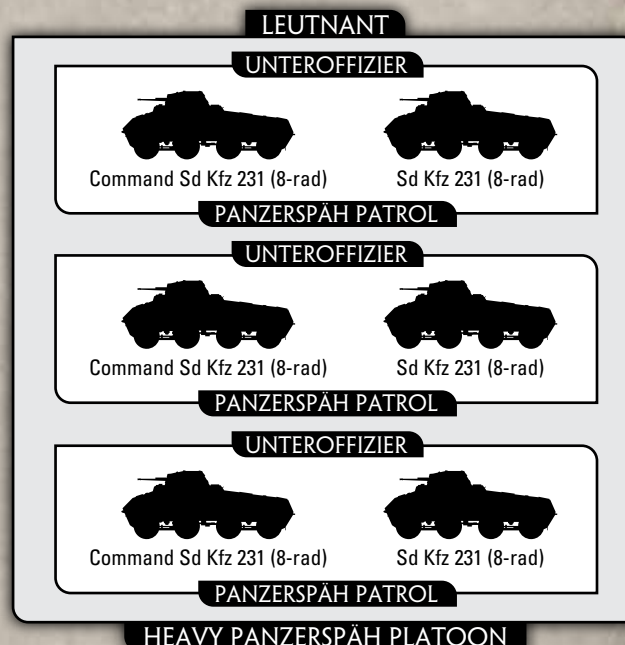 LEUTNANT
UNTEROFFIZIER
Command Sd Kfz 231 (8-rad) Sd Kfz 231 (8-rad)
PANZERSPÄH PATROL
UNTEROFFIZIER
Command Sd Kfz 231 (8-rad) Sd Kfz 231 (8-rad)
PANZERSPÄH PATROL
UNTEROFFIZIER
Command Sd Kfz 231 (8-rad) Sd Kfz 231 (8-rad)
PANZERSPÄH PATROL
HEAVY PANZERSPÄH PLATOON